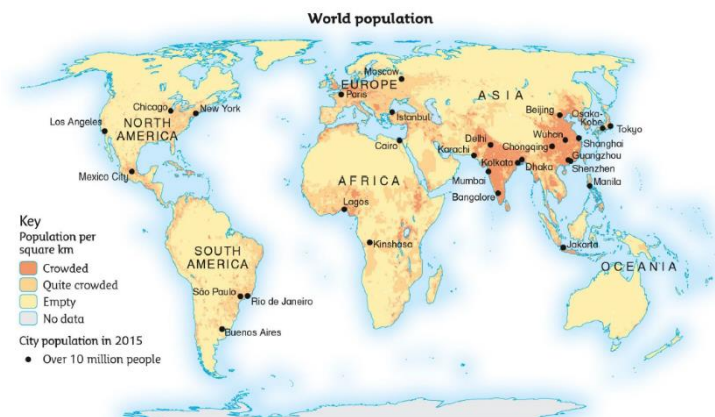 World population
Moscow
EUROPE
Paris
ASIA
Chicago
New York
Istanbul
Beijing
Osaka-
Kobe
Tokyo
Los Angeles
NORTH
AMERICA
Delhi
Wuhan
Shanghai
Cairo
Karachi
Chongqing
Guangzhou
Kolkata
Dhaka
Shenzhen
Mexico City
AFRICA
Mumbai
Manila
Bangalore
Lagos
Key
Population per
square km
Crowded
Quite crowded
Empty
No data
City population in 2015
Over 10 million people
SOUTH
AMERICA
Kinshasa
Jakarta
OCEANIA
São Paulo
Rio de Janeiro
Buenos Aires